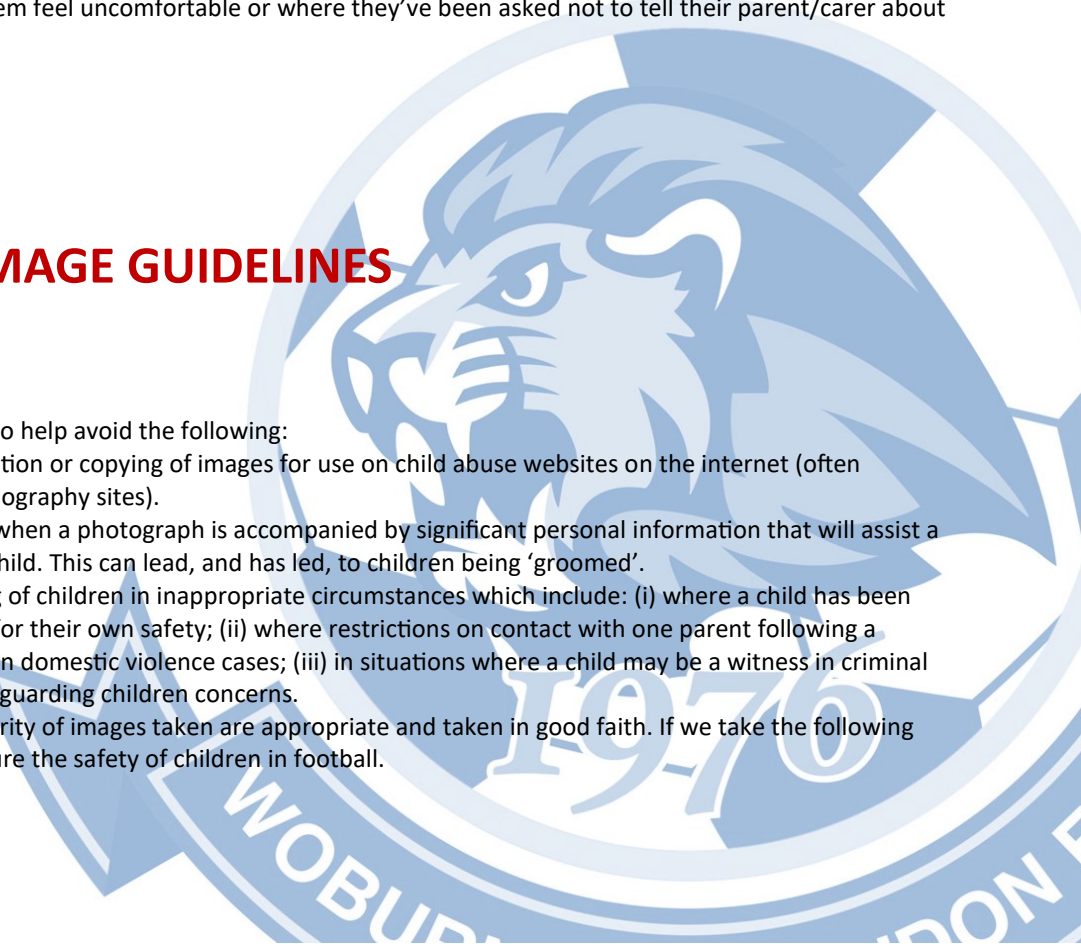 em feel uncomfortable or where they’ve been asked not to tell their parent/carer about
MAGE GUIDELINES
o help avoid the following:
tion or copying of images for use on child abuse websites on the internet (often
ography sites).
when a photograph is accompanied by significant personal information that will assist a
hild. This can lead, and has led, to children being ‘groomed’.
g of children in inappropriate circumstances which include: (i) where a child has been
for their own safety; (ii) where restrictions on contact with one parent following a
n domestic violence cases; (iii) in situations where a child may be a witness in criminal
guarding children concerns.
rity of images taken are appropriate and taken in good faith. If we take the following
ure the safety of children in football.
1976
WOBU
DON